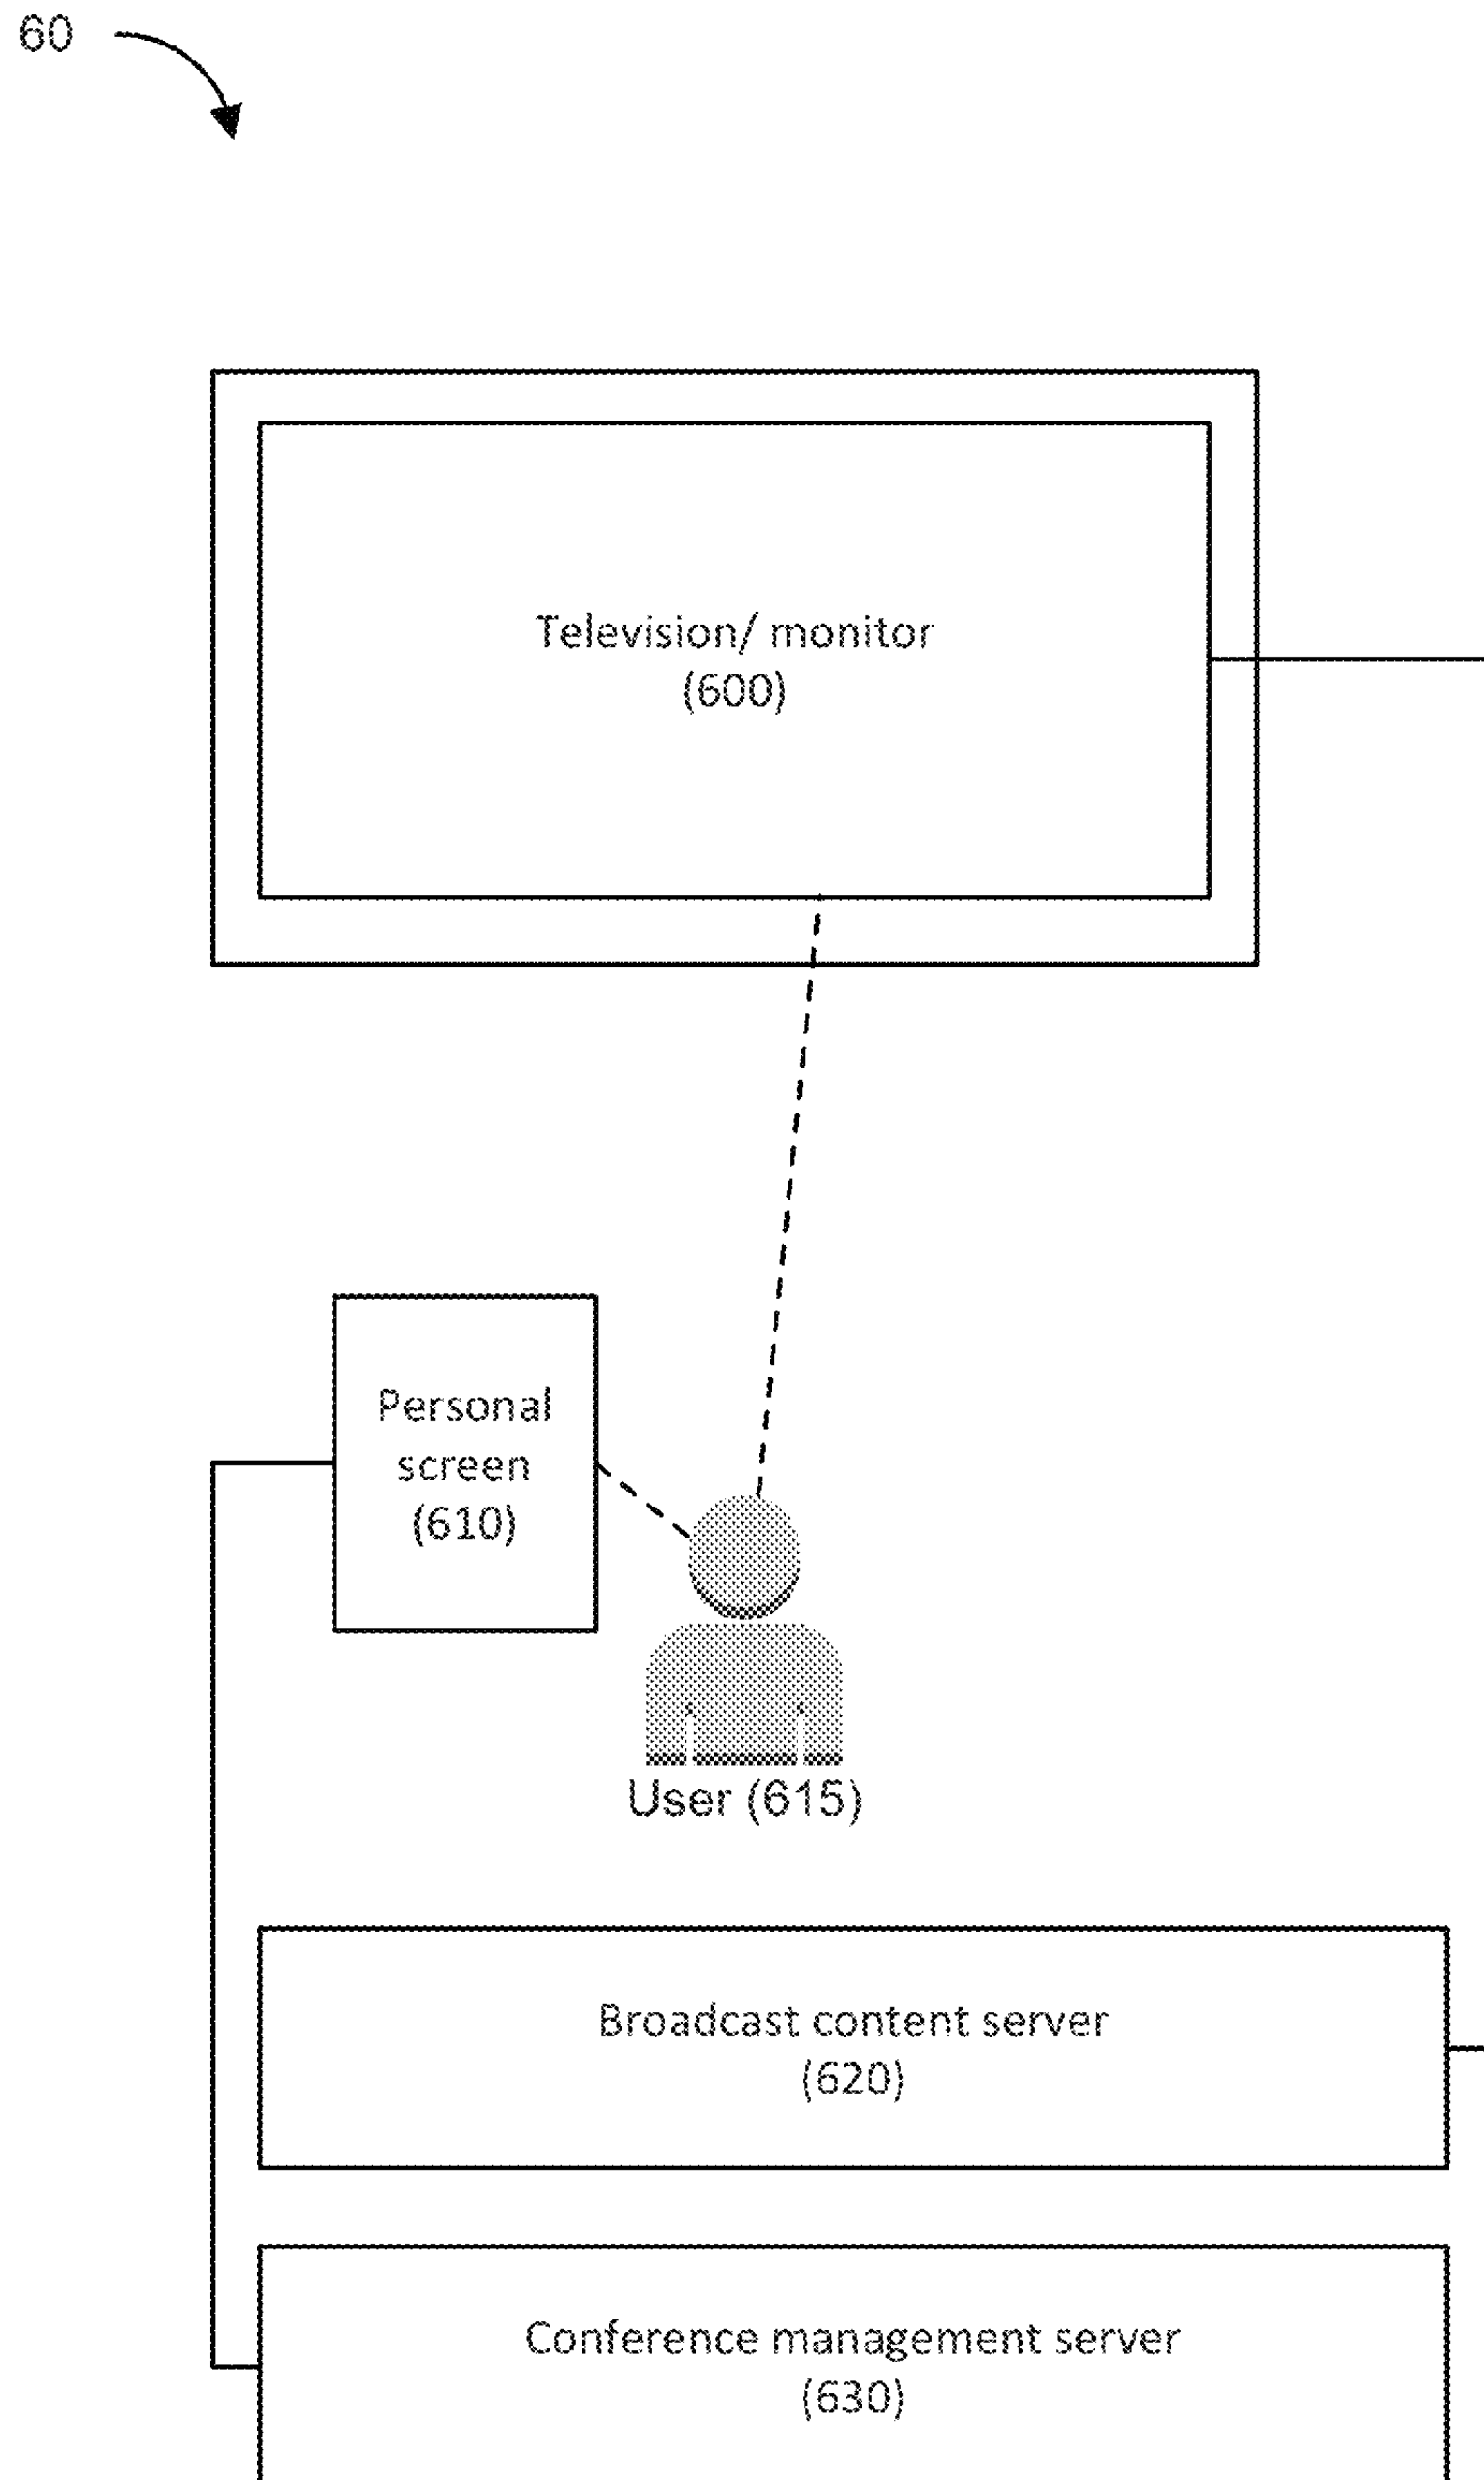 60
Television/ monitor
(600)
Personal
screen
(610)
User (615)
Broadcast content server
(620)
Conference management server
(630)